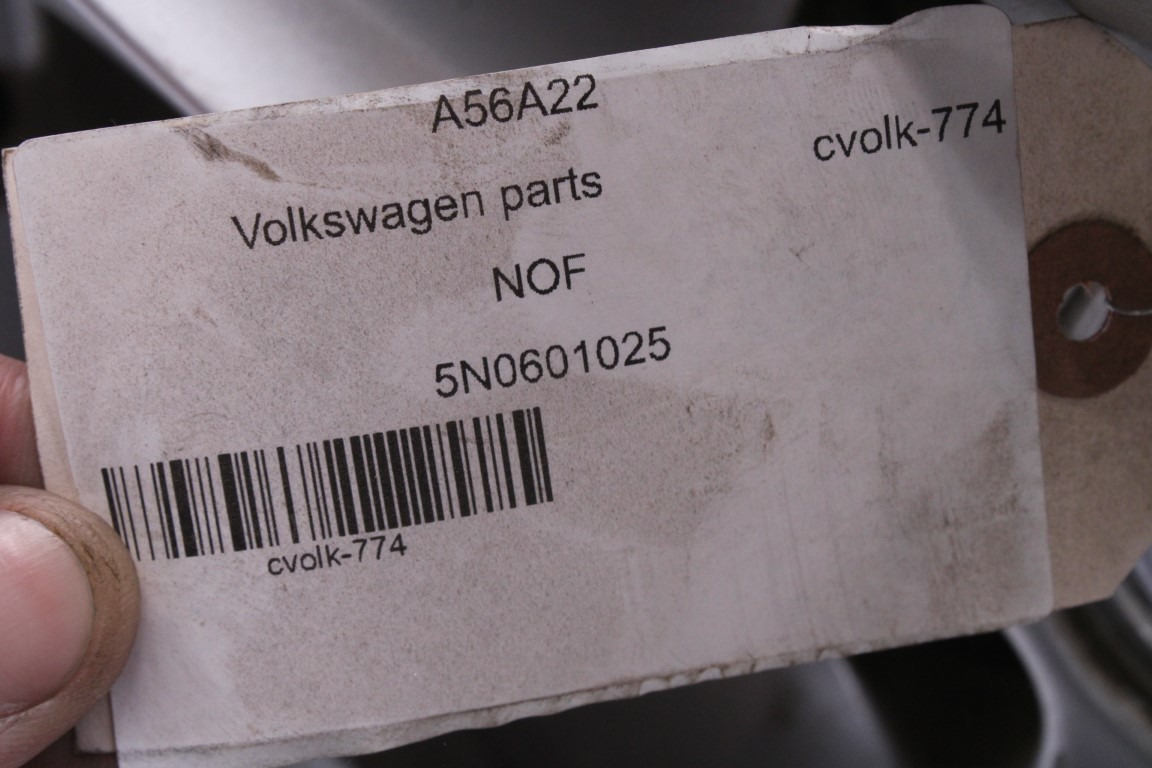 A56A22
cvolk-774
Volkswagen parts
NOF
5N0601025
cvolk-774